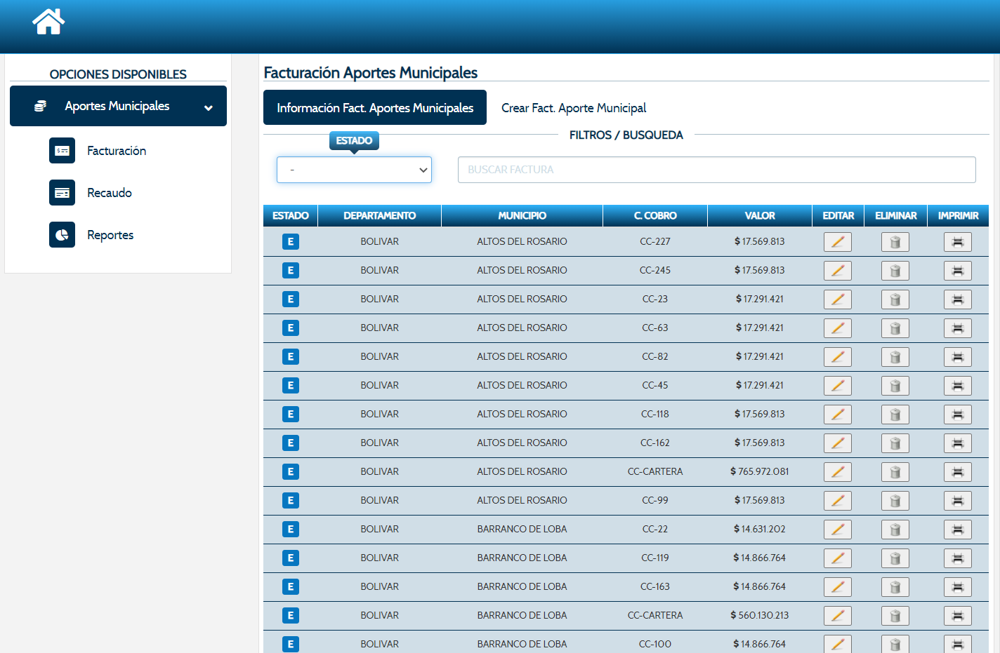 OPCIONES DISPONIBLES
Aportes Municipales
Facturación
Recaudo
Reportes
Facturación Aportes Municipales
Información Fact. Aportes Municipales Crear Fact. Aporte Municipal
FILTROS / BUSQUEDA
ESTADO
-
BUSCAR FACTURA
ESTADO DEPARTAMENTO MUNICIPIO C. COBRO VALOR EDITAR ELIMINAR IMPRIMIR
E BOLIVAR ALTOS DEL ROSARIO CC-227 $ 17.569.813
E BOLIVAR ALTOS DEL ROSARIO CC-245 $ 17.569.813
E BOLIVAR ALTOS DEL ROSARIO CC-23 $ 17.291.421
E BOLIVAR ALTOS DEL ROSARIO CC-63 $ 17.291.421
E BOLIVAR ALTOS DEL ROSARIO CC-82 $ 17.291.421
E BOLIVAR ALTOS DEL ROSARIO CC-45 $ 17.291.421
E BOLIVAR ALTOS DEL ROSARIO CC-118 $ 17.569.813
E BOLIVAR ALTOS DEL ROSARIO CC-162 $ 17.569.813
E BOLIVAR ALTOS DEL ROSARIO CC-CARTERA $ 765.972.081
E BOLIVAR ALTOS DEL ROSARIO CC-99 $ 17.569.813
E BOLIVAR BARRANCO DE LOBA CC-22 $ 14.631.202
E BOLIVAR BARRANCO DE LOBA CC-119 $ 14.866.764
E BOLIVAR BARRANCO DE LOBA CC-163 $ 14.866.764
E BOLIVAR BARRANCO DE LOBA CC-CARTERA $ 560.130.213
E BOLIVAR BARRANCO DE LOBA CC-100 $ 14.866.764